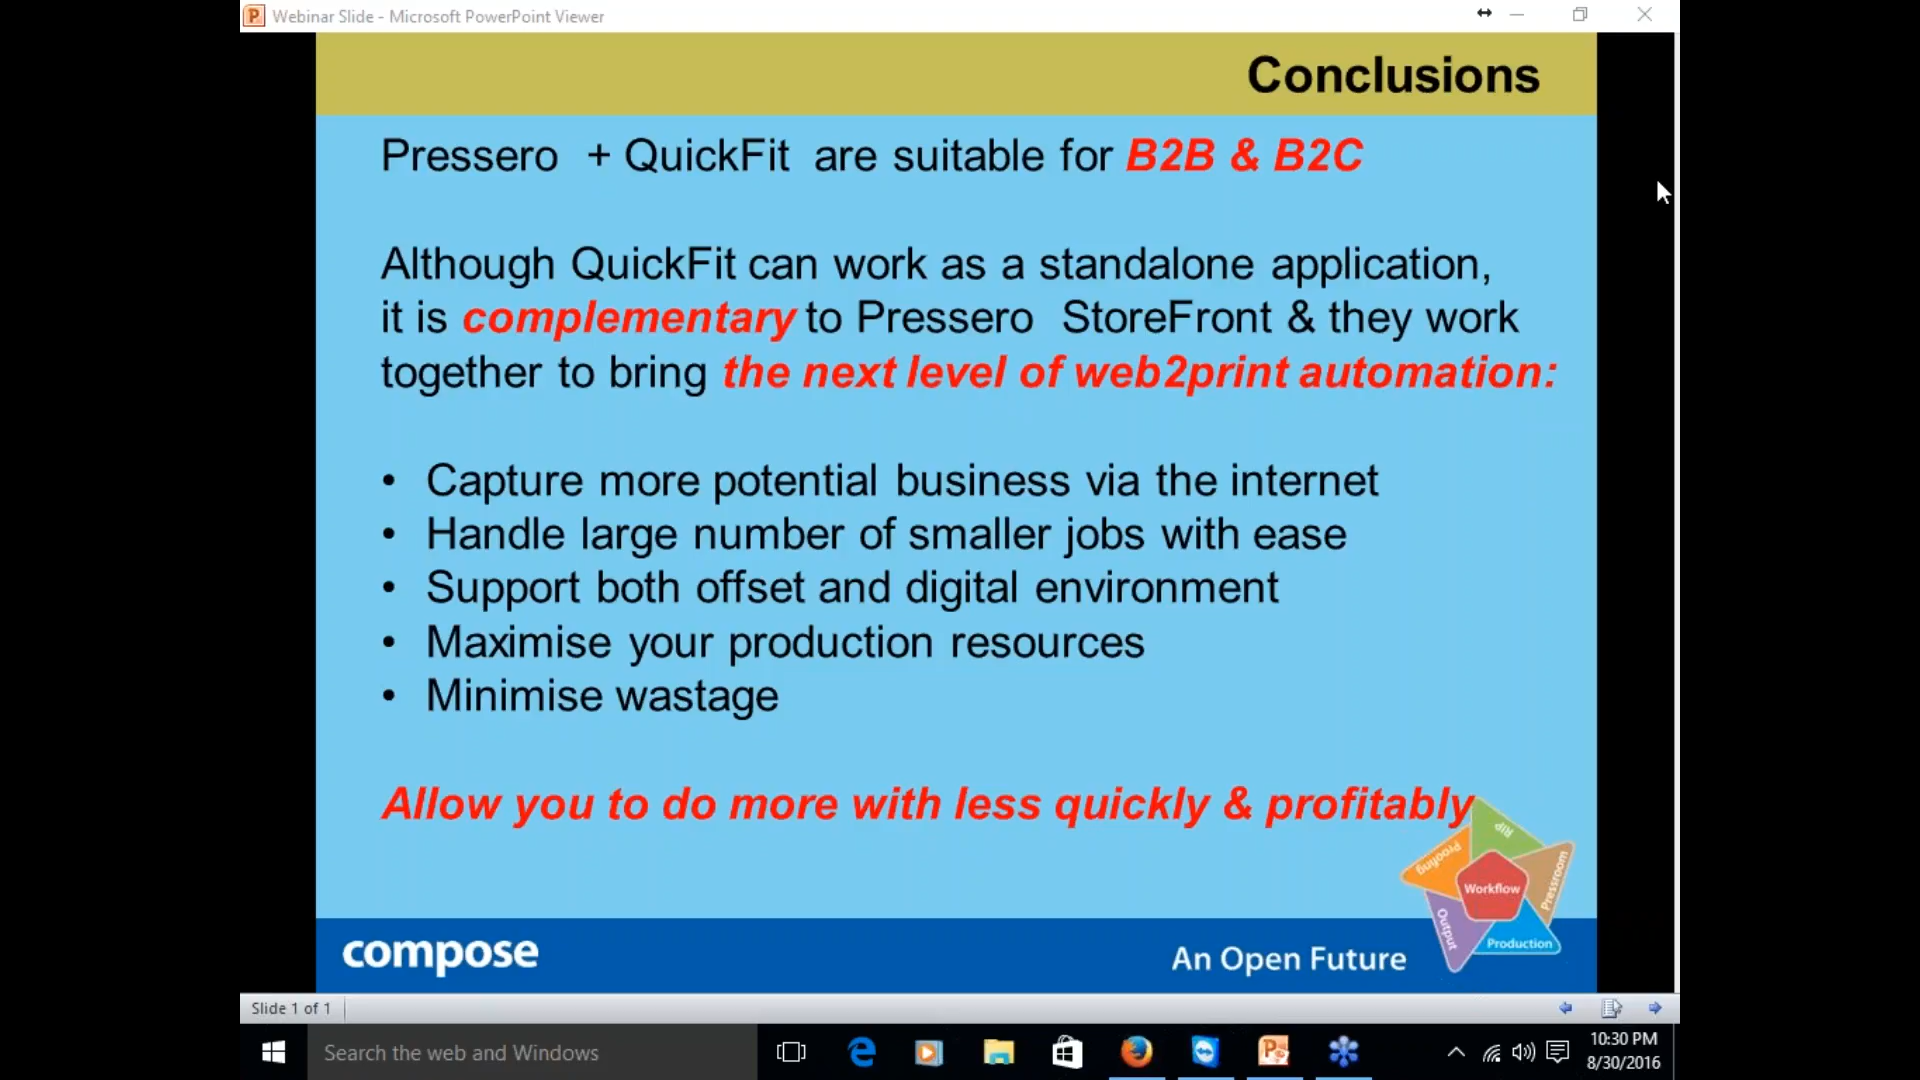 Webinar Slide - Microsoft PowerPoint Viewer
Conclusions
Pressero + QuickFit are suitable for B2B & B2C
Although QuickFit can work as a standalone application,
it is complementary to Pressero StoreFront & they work
together to bring the next level of web2print automation:
• Capture more potential business via the internet
• Handle large number of smaller jobs with ease
• Support both offset and digital environment
• Maximise your production resources
• Minimise wastage
Allow you to do more with less quickly & profitably
RIP
Proofing
Pressroom
Workflow
Output
Production
compose
An Open Future
Slide 1 of 1
Search the web and Windows
10:30 PM
8/30/2016